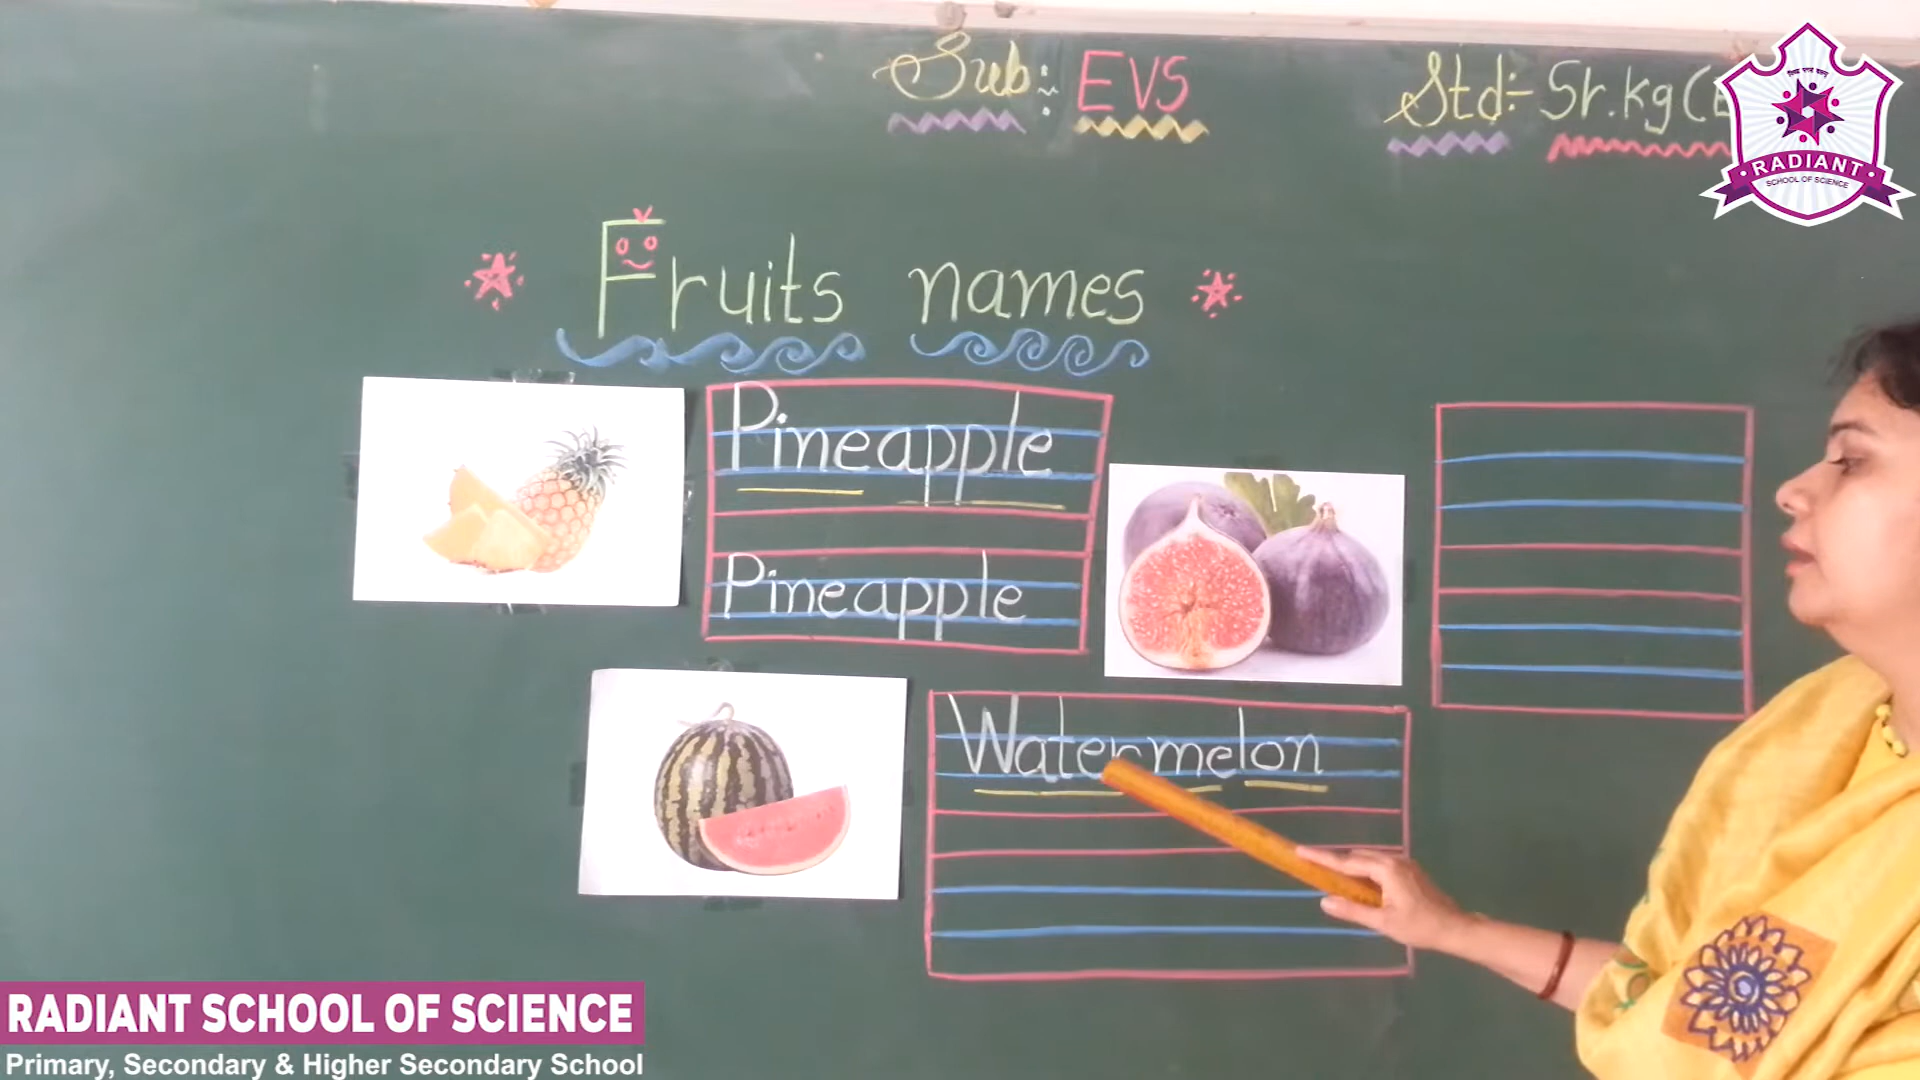 Sub: EVS
Std:- Sr.kg (E
Fruits names
Pineapple
Pineapple
Watermelon
RADIANT
SCHOOL OF SCIENCE
RADIANT SCHOOL OF SCIENCE
Primary, Secondary & Higher Secondary School